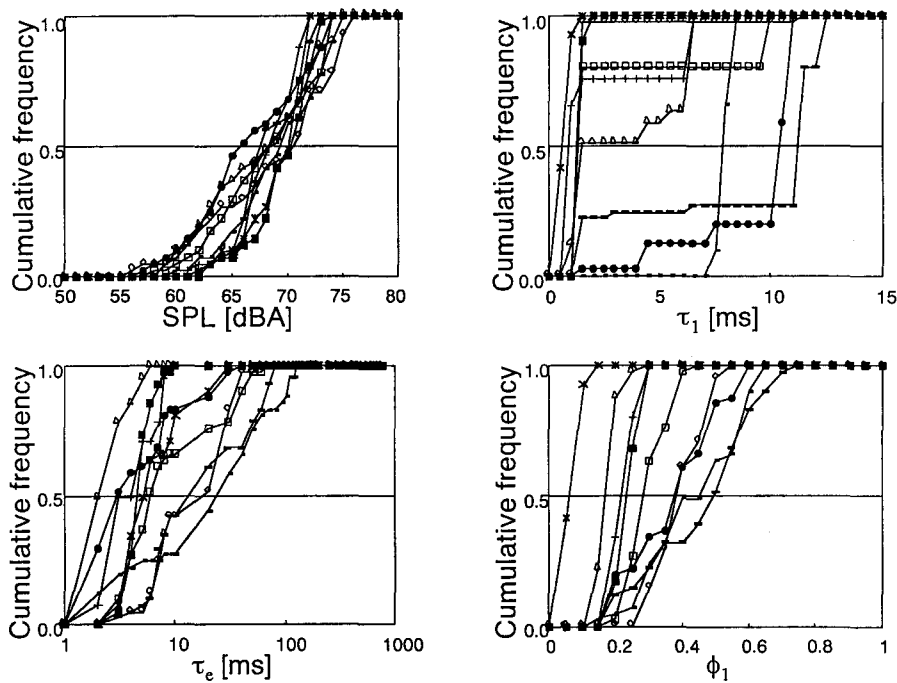 Cumulative frequency
1.0
0.5
0.0
50 55 60 65 70 75 80
SPL [dBA]
Cumulative frequency
1.0
0.5
0
0 5 10 15
τ1 [ms]
Cumulative frequency
1.0
0.5
0.0
1 10 100 1000
τe [ms]
Cumulative frequency
1.0
0.5
0.0
0 0.2 0.4 0.6 0.8 1
ϕ1